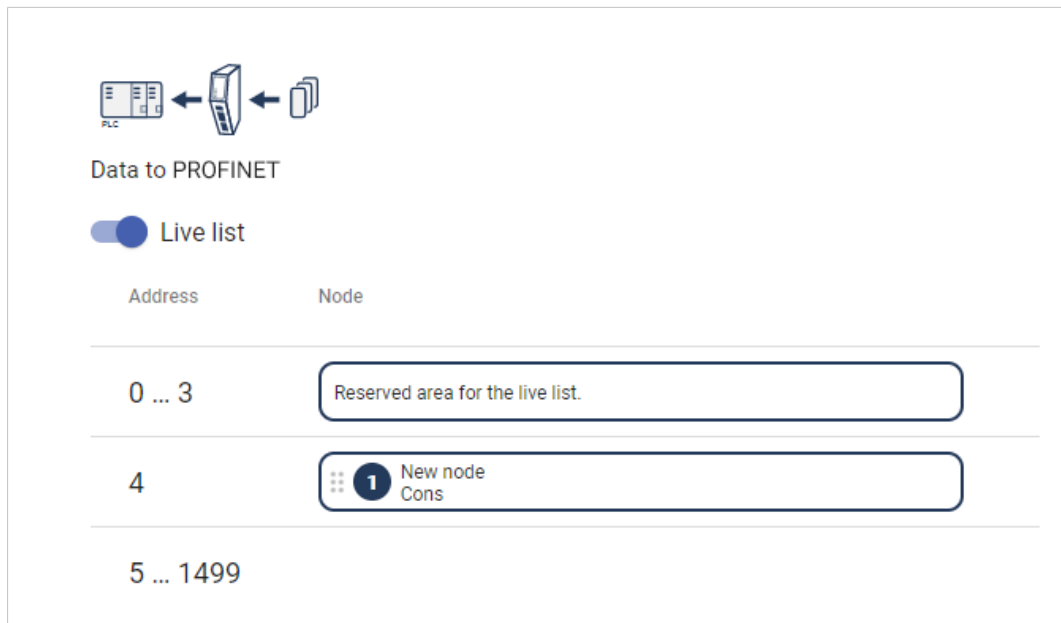 PLC
Data to PROFINET
Live list
Address Node
0 ... 3 Reserved area for the live list.
4 1 New node
Cons
5 ... 1499